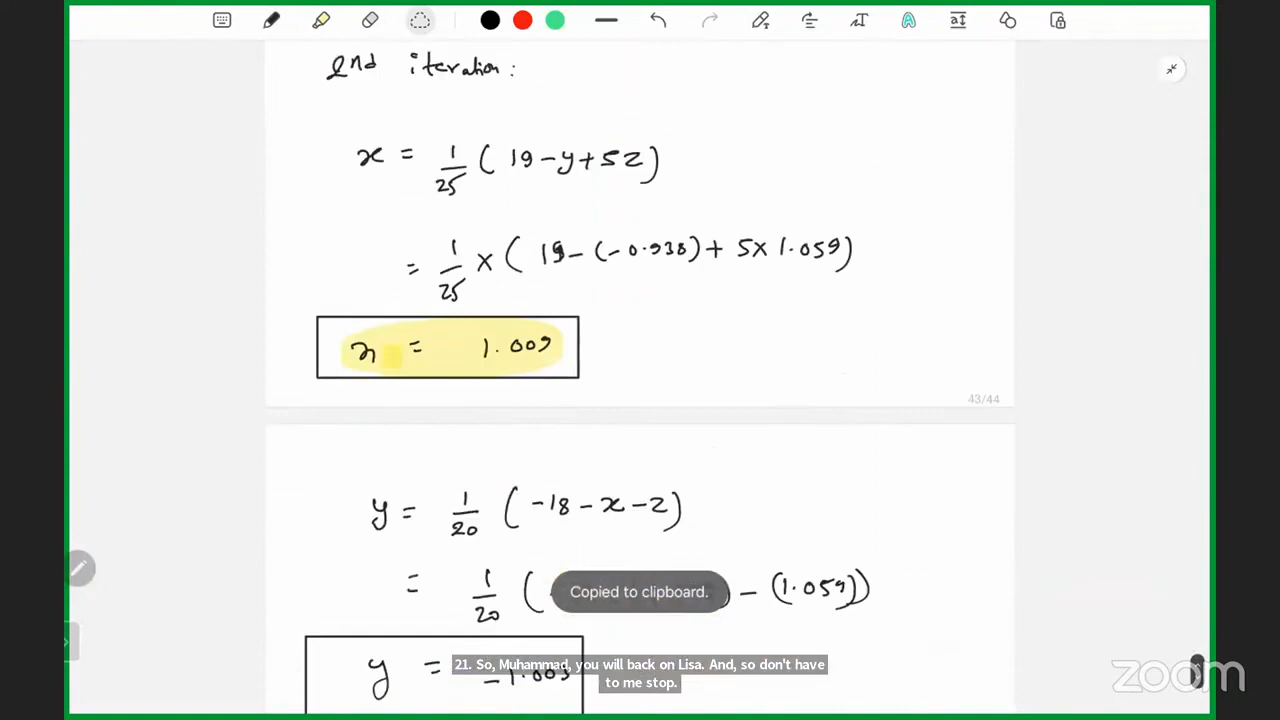 2nd iteration:
x = 1/25 ( 19 - y + 5z )
= 1/25 × ( 19 - (-0.938) + 5 × 1.059 )
x = 1.009
43/44
y = 1/20 ( -18 - x - z )
= 1/20 ( ) - (1.059))
Copied to clipboard.
y = -1.003
21. So, Muhammad, you will back on Lisa. And, so don't have
to me stop.
zoom